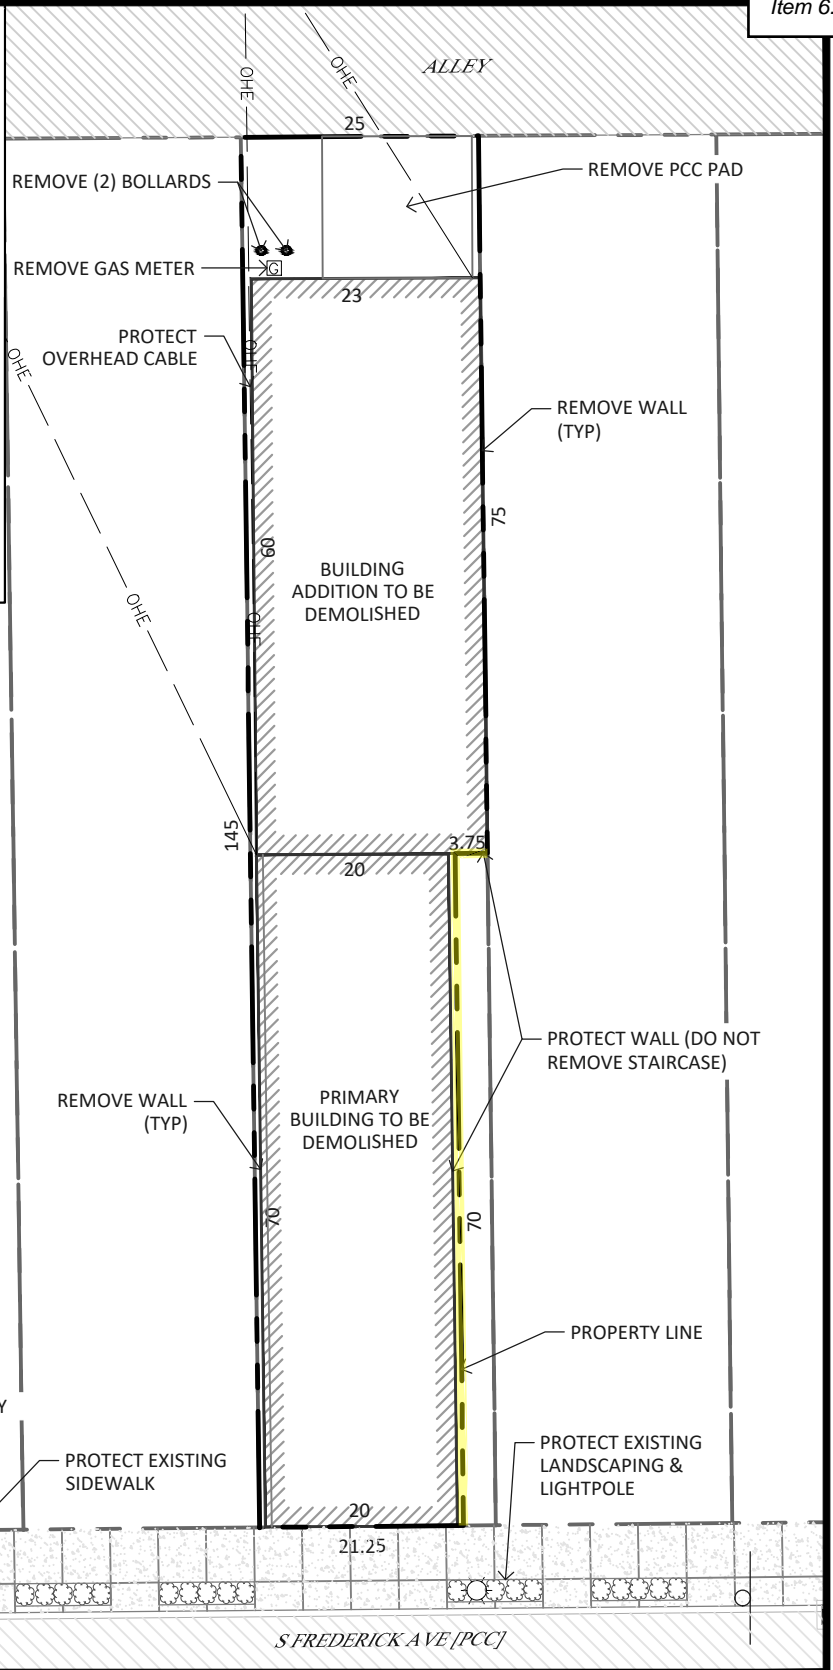 Item 6.
ALLEY
OHE
OHE
25
REMOVE (2) BOLLARDS
REMOVE PCC PAD
REMOVE GAS METER
G
23
PROTECT
OVERHEAD CABLE
OHE
OHE
REMOVE WALL
(TYP)
75
60
BUILDING
ADDITION TO BE
DEMOLISHED
OHE
OHE
145
3.75
20
PROTECT WALL (DO NOT
REMOVE STAIRCASE)
REMOVE WALL
(TYP)
PRIMARY
BUILDING TO BE
DEMOLISHED
70
70
PROPERTY LINE
Y
PROTECT EXISTING
SIDEWALK
PROTECT EXISTING
LANDSCAPING &
LIGHTPOLE
20
21.25
S FREDERICK AVE [PCC]